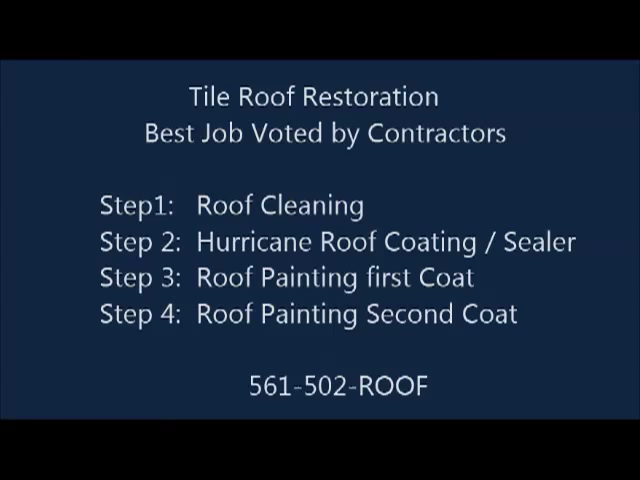 Tile Roof Restoration
Best Job Voted by Contractors
Step1: Roof Cleaning
Step 2: Hurricane Roof Coating / Sealer
Step 3: Roof Painting first Coat
Step 4: Roof Painting Second Coat
561-502-ROOF